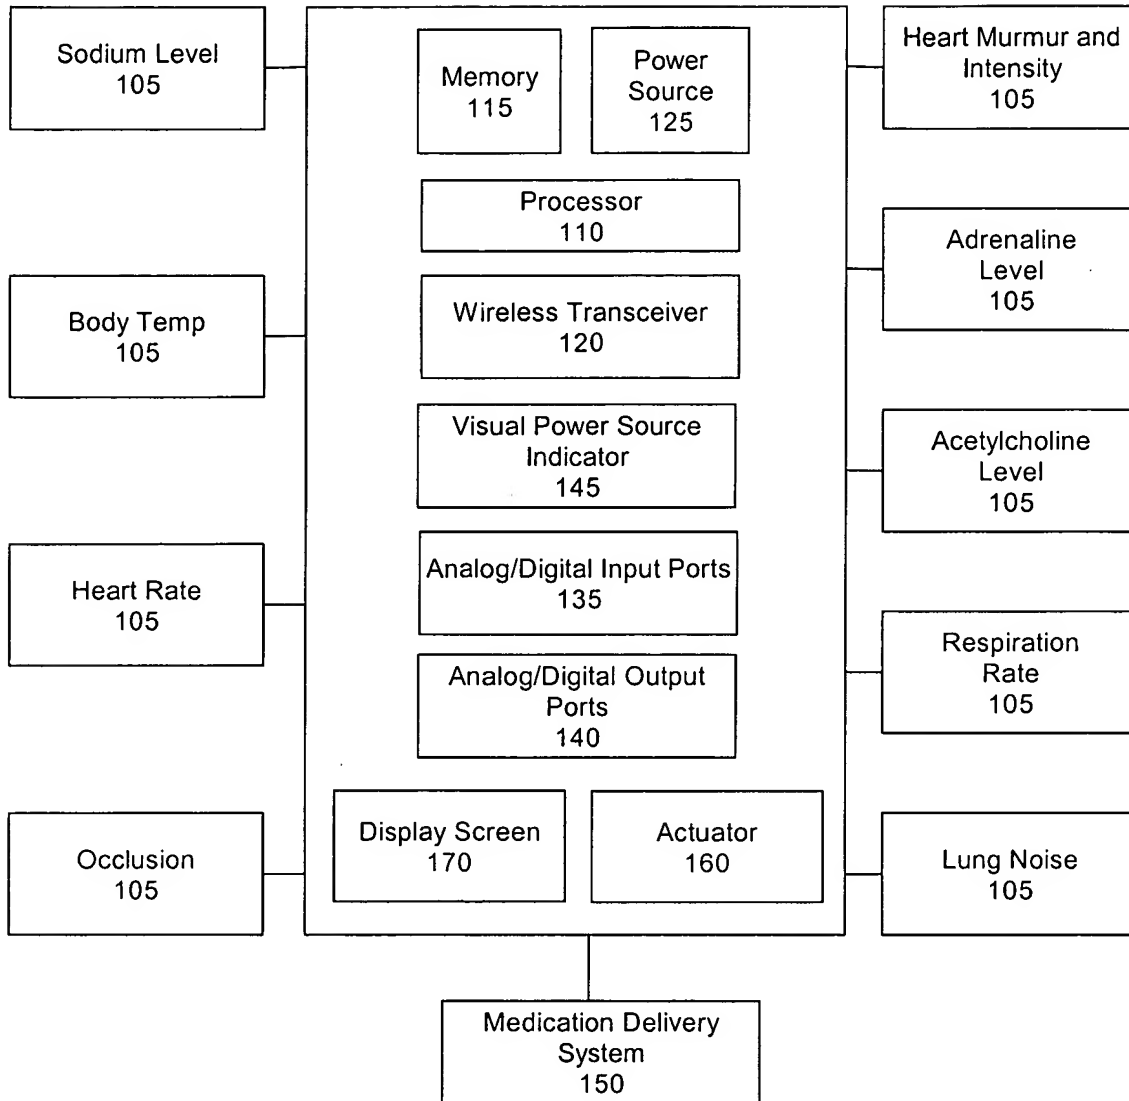 Sodium Level
105
Body Temp
105
Heart Rate
105
Occlusion
105
Memory
115
Power
Source
125
Processor
110
Wireless Transceiver
120
Visual Power Source
Indicator
145
Analog/Digital Input Ports
135
Analog/Digital Output
Ports
140
Display Screen
170
Actuator
160
Heart Murmur and
Intensity
105
Adrenaline
Level
105
Acetylcholine
Level
105
Respiration
Rate
105
Lung Noise
105
Medication Delivery
System
150